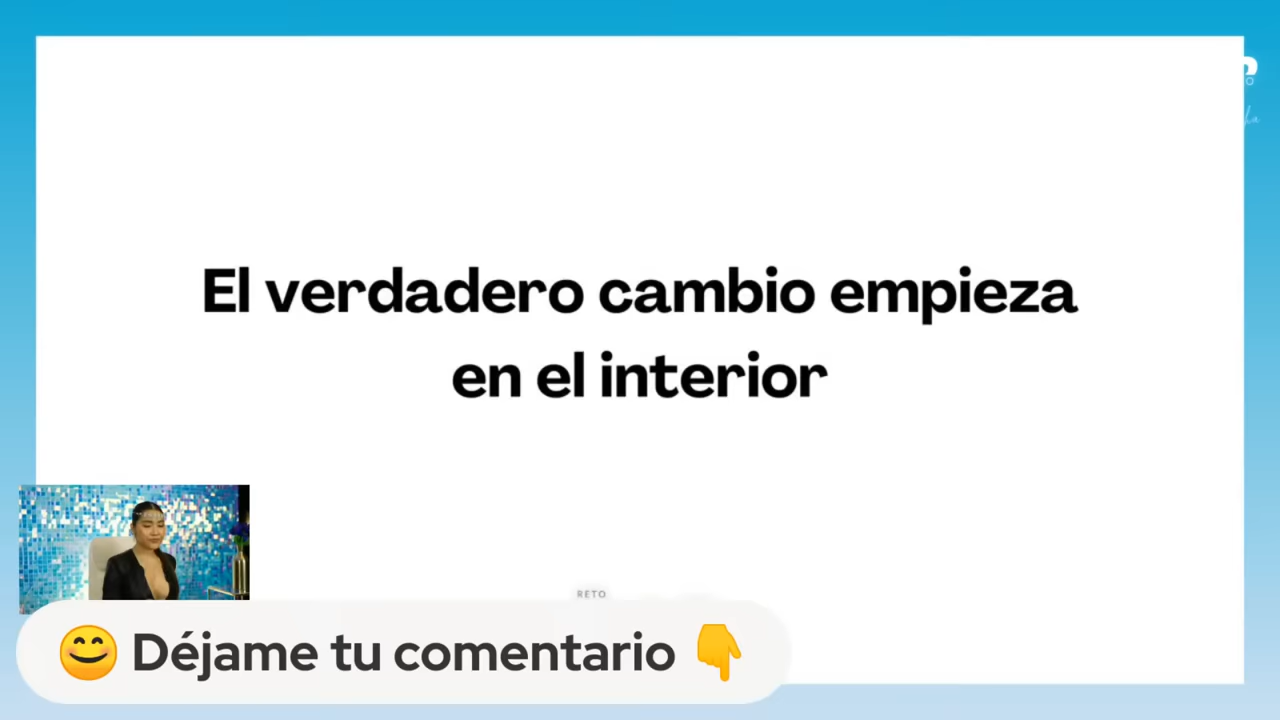 El verdadero cambio empieza
en el interior
RETO
😊 Déjame tu comentario 👇